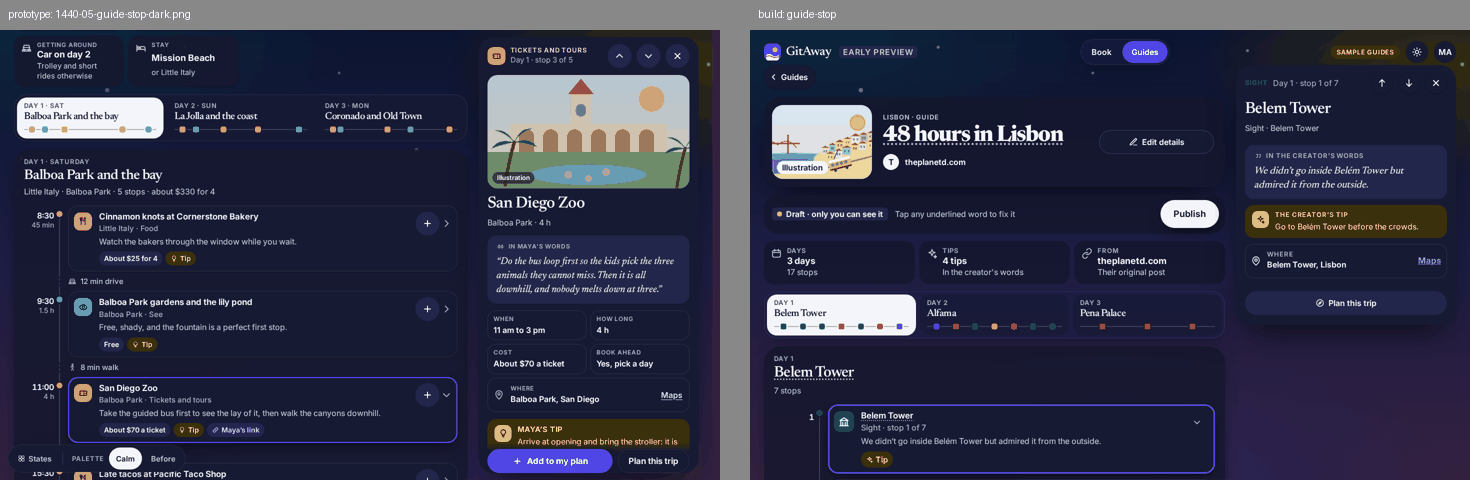 prototype: 1440-05-guide-stop-dark.png
GETTING AROUND
Car on day 2
Trolley and short
rides otherwise
STAY
Mission Beach
or Little Italy
DAY 1 · SAT
Balboa Park and the bay
DAY 2 · SUN
La Jolla and the coast
DAY 3 · MON
Coronado and Old Town
DAY 1 · SATURDAY
Balboa Park and the bay
Little Italy · Balboa Park · 5 stops · about $330 for 4
8:30
45 min
Cinnamon knots at Cornerstone Bakery
Little Italy · Food
Watch the bakers through the window while you wait.
About $25 for 4
Tip
12 min drive
9:30
1.5 h
Balboa Park gardens and the lily pond
Balboa Park · See
Free, shady, and the fountain is a perfect first stop.
Free
Tip
8 min walk
11:00
4 h
San Diego Zoo
Balboa Park · Tickets and tours
Take the guided bus first to see the lay of it, then walk the canyons downhill.
About $70 a ticket
Tip
Maya's link
15:30
Late tacos at Pacific Taco Shop
States
PALETTE
Calm
Before
TICKETS AND TOURS
Day 1 · stop 3 of 5
Illustration
San Diego Zoo
Balboa Park · 4 h
IN MAYA'S WORDS
“Do the bus loop first so the kids pick the three
animals they cannot miss. Then it is all
downhill, and nobody melts down at three.”
WHEN
11 am to 3 pm
HOW LONG
4 h
COST
About $70 a ticket
BOOK AHEAD
Yes, pick a day
WHERE
Balboa Park, San Diego
Maps
MAYA'S TIP
Arrive at opening and bring the stroller: it is
Add to my plan
Plan this trip
build: guide-stop
GitAway
EARLY PREVIEW
Book
Guides
SAMPLE GUIDES
MA
Guides
Illustration
LISBON · GUIDE
48 hours in Lisbon
T
theplanetd.com
Edit details
Draft · only you can see it
Tap any underlined word to fix it
Publish
DAYS
3 days
17 stops
TIPS
4 tips
In the creator's words
FROM
theplanetd.com
Their original post
DAY 1
Belem Tower
DAY 2
Alfama
DAY 3
Pena Palace
DAY 1
Belem Tower
7 stops
1
Belem Tower
Sight · stop 1 of 7
We didn't go inside Belém Tower but admired it from the outside.
Tip
SIGHT
Day 1 · stop 1 of 7
Belem Tower
Sight · Belem Tower
IN THE CREATOR'S WORDS
We didn't go inside Belém Tower but
admired it from the outside.
THE CREATOR'S TIP
Go to Belém Tower before the crowds.
WHERE
Belem Tower, Lisbon
Maps
Plan this trip